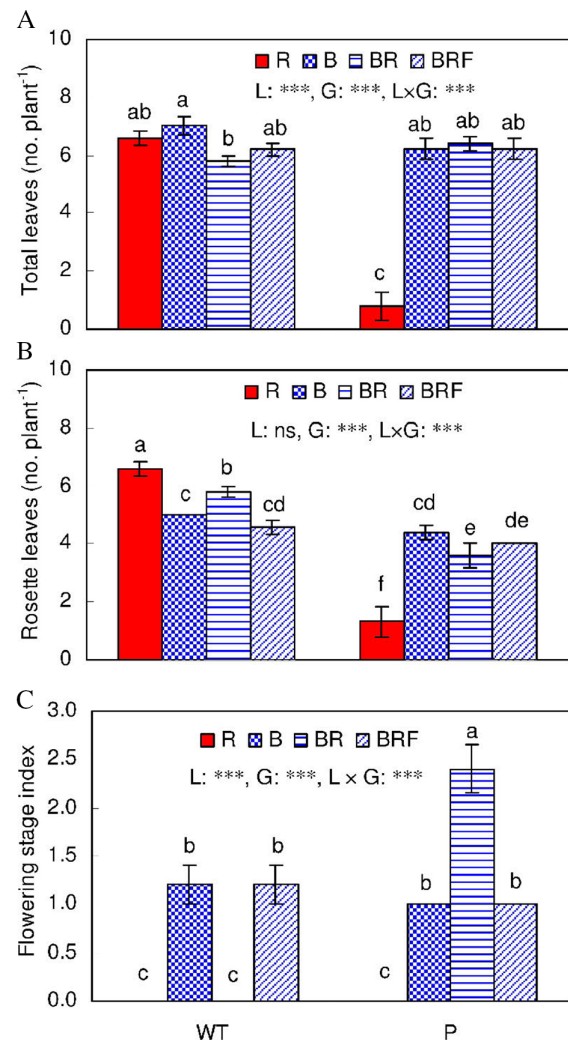 A
Total leaves (no. plant⁻¹)
10
8
6
4
2
0
R B BR BRF
L: ***, G: ***, L×G: ***
ab a b ab
c ab ab ab
B
Rosette leaves (no. plant⁻¹)
10
8
6
4
2
0
R B BR BRF
L: ns, G: ***, L×G: ***
a c b cd
f cd e de
C
Flowering stage index
3.0
2.5
2.0
1.5
1.0
0.5
0.0
R B BR BRF
L: ***, G: ***, L × G: ***
c b c b
c b a b
WT P